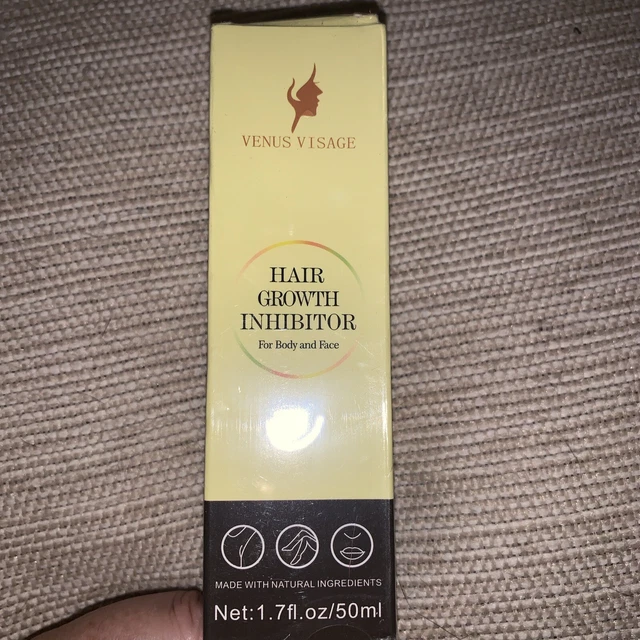 VENUS VISAGE
HAIR
GROWTH
INHIBITOR
For Body and Face
MADE WITH NATURAL INGREDIENTS
Net:1.7fl.oz/50ml